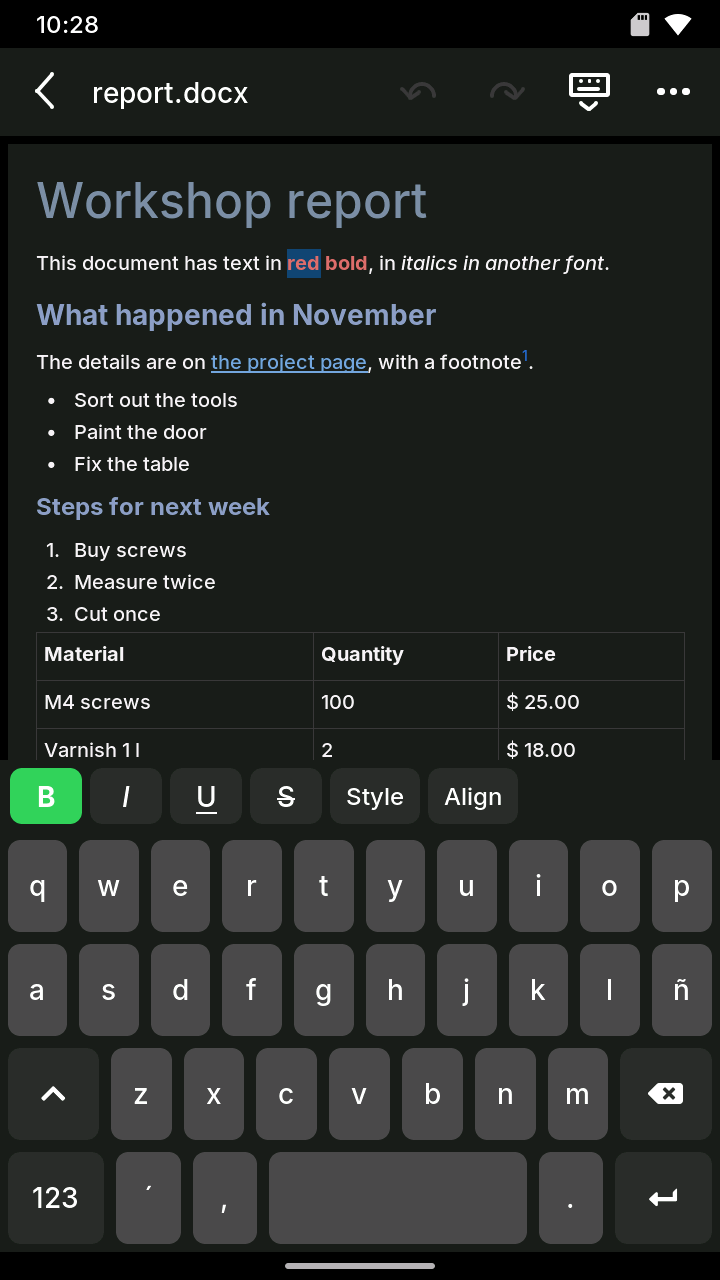 10:28
report.docx
Workshop report
This document has text in red bold, in italics in another font.
What happened in November
The details are on the project page, with a footnote1.
• Sort out the tools
• Paint the door
• Fix the table
Steps for next week
1. Buy screws
2. Measure twice
3. Cut once
Material Quantity Price
M4 screws 100 $ 25.00
Varnish 1 l 2 $ 18.00
B I U S Style Align
q w e r t y u i o p
a s d f g h j k l ñ
z x c v b n m
123 ´ , .